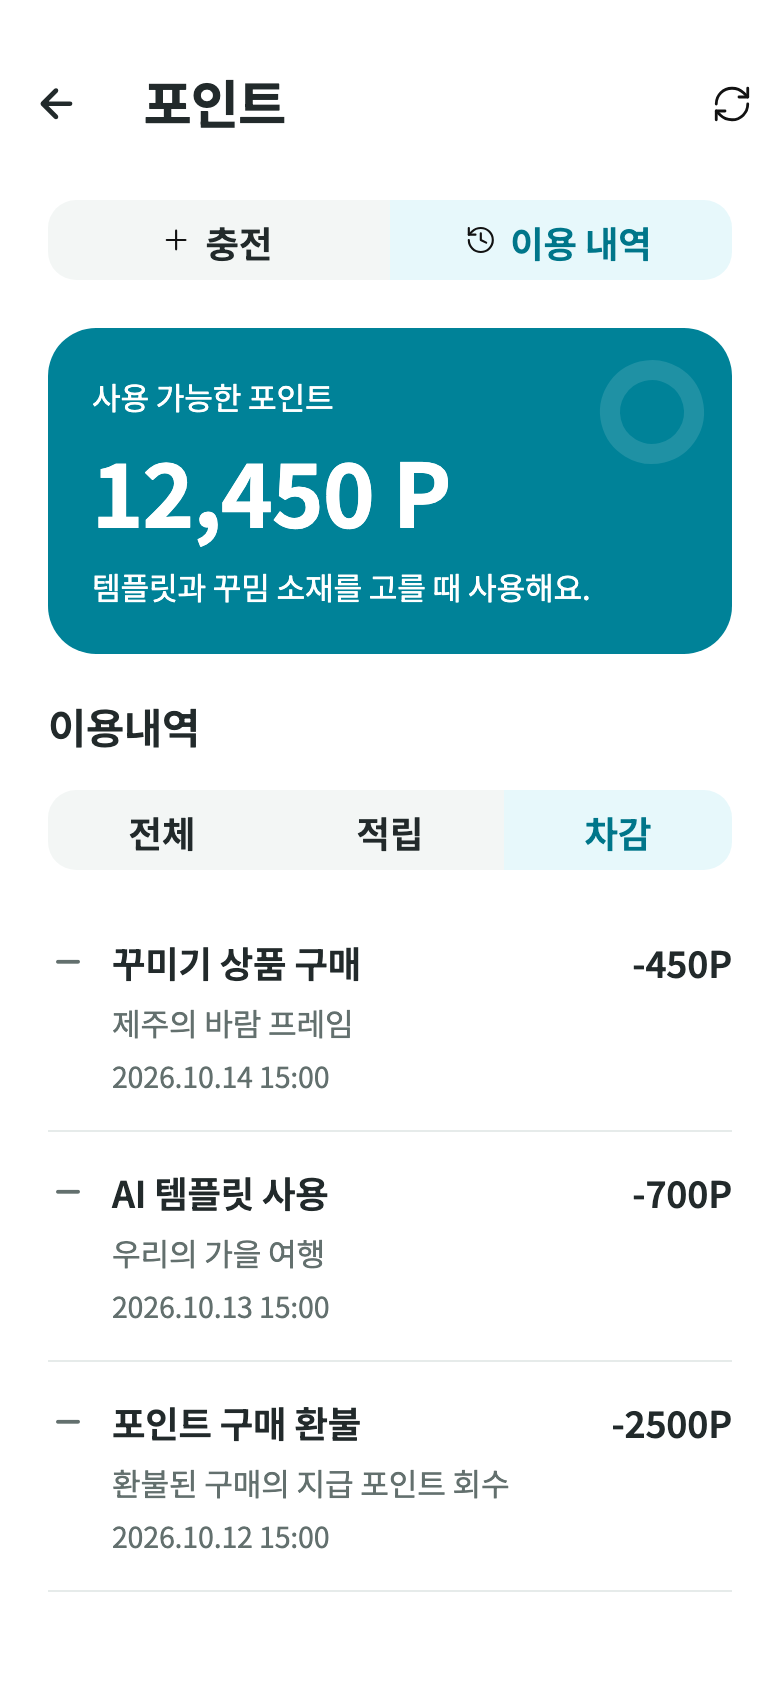 포인트
충전
이용 내역
사용 가능한 포인트
12,450 P
템플릿과 꾸밈 소재를 고를 때 사용해요.
이용내역
전체 적립 차감
꾸미기 상품 구매 -450P
제주의 바람 프레임
2026.10.14 15:00
AI 템플릿 사용 -700P
우리의 가을 여행
2026.10.13 15:00
포인트 구매 환불 -2500P
환불된 구매의 지급 포인트 회수
2026.10.12 15:00